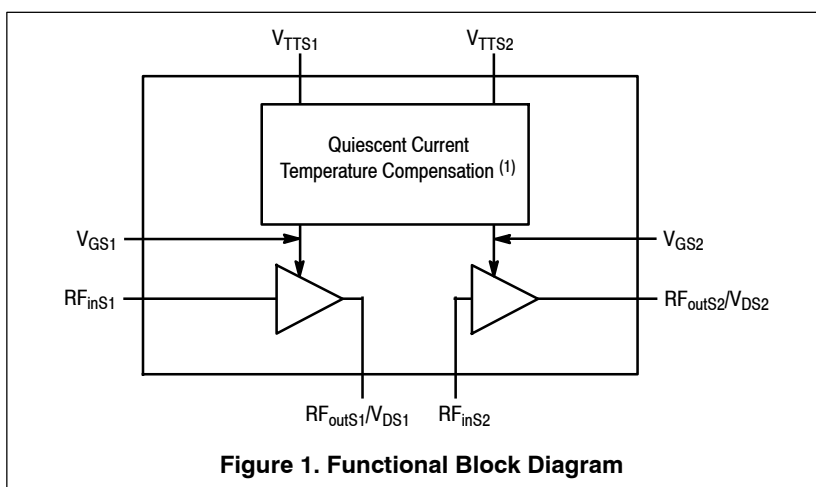 VTTS1
VTTS2
Quiescent Current
Temperature Compensation (1)
VGS1
VGS2
RFinS1
RFoutS2/VDS2
RFoutS1/VDS1
RFinS2
Figure 1. Functional Block Diagram